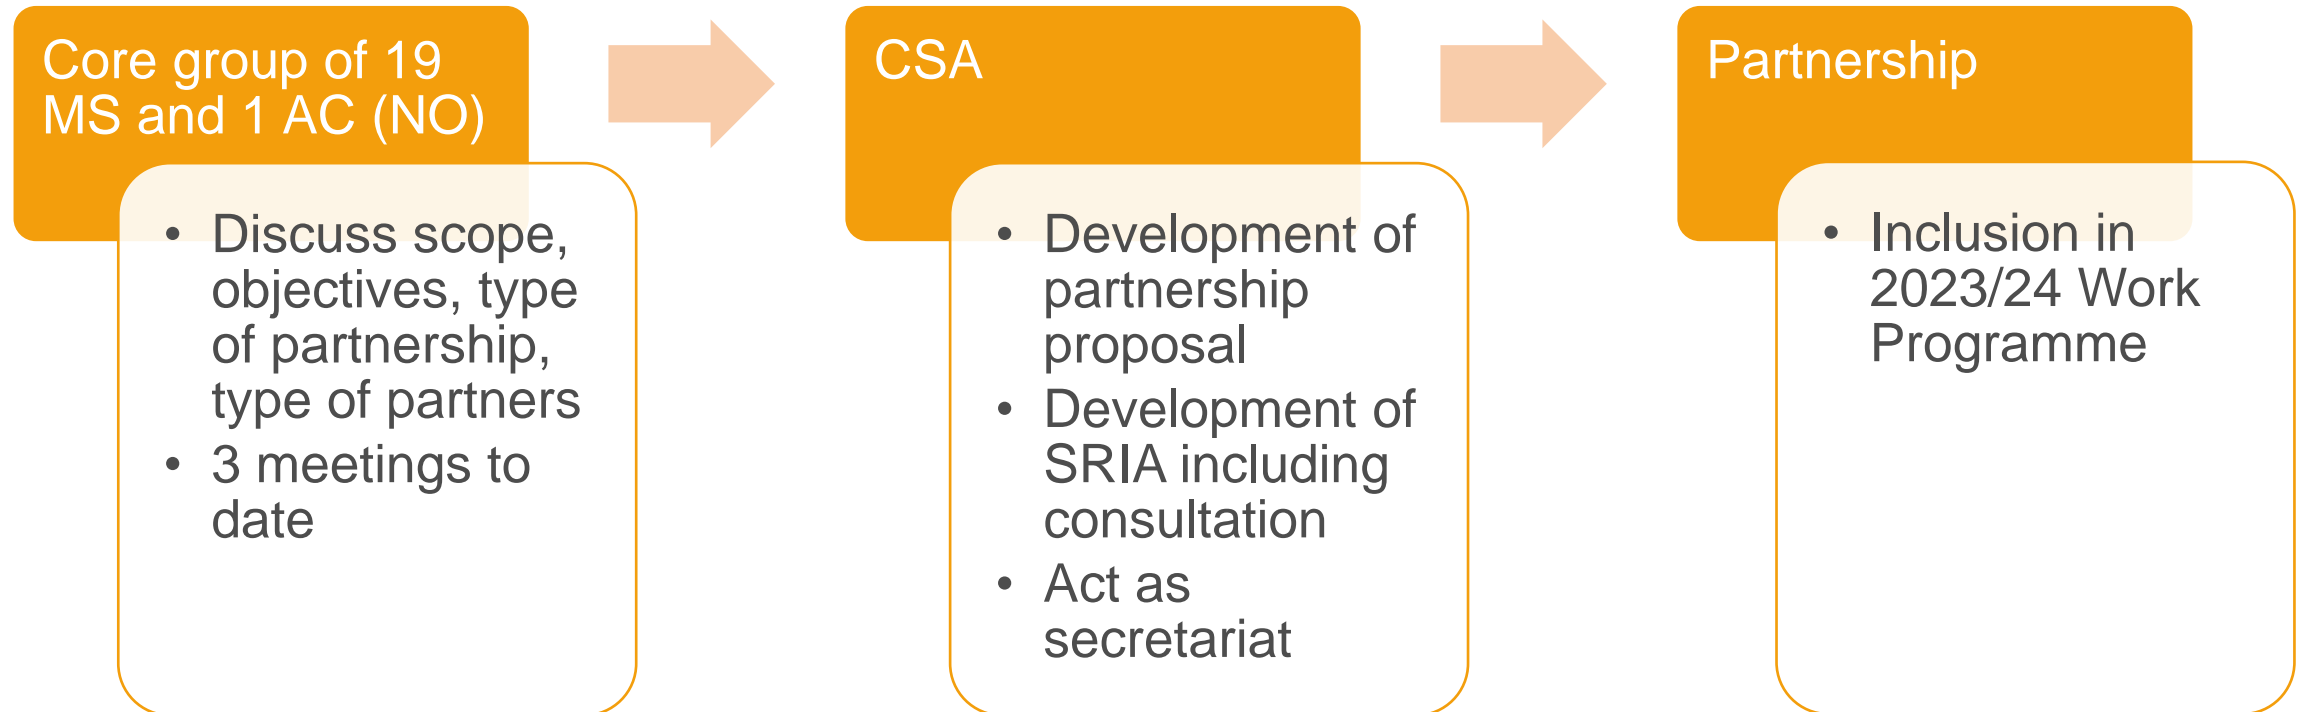 Core group of 19
MS and 1 AC (NO)
• Discuss scope,
objectives, type
of partnership,
type of partners
• 3 meetings to
date
CSA
• Development of
partnership
proposal
• Development of
SRIA including
consultation
• Act as
secretariat
Partnership
• Inclusion in
2023/24 Work
Programme